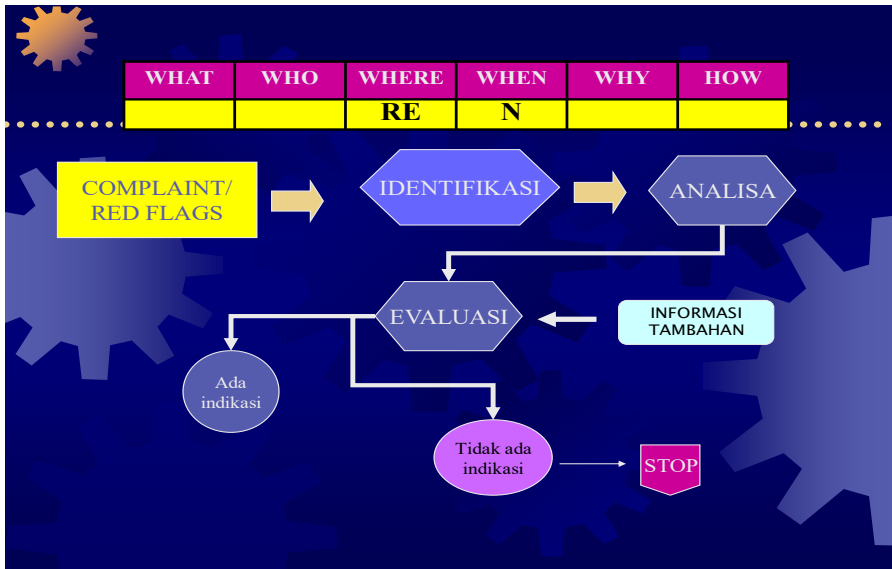 WHAT WHO WHERE WHEN WHY HOW
RE N
COMPLAINT/
RED FLAGS
IDENTIFIKASI
ANALISA
EVALUASI
INFORMASI
TAMBAHAN
Ada
indikasi
Tidak ada
indikasi
STOP